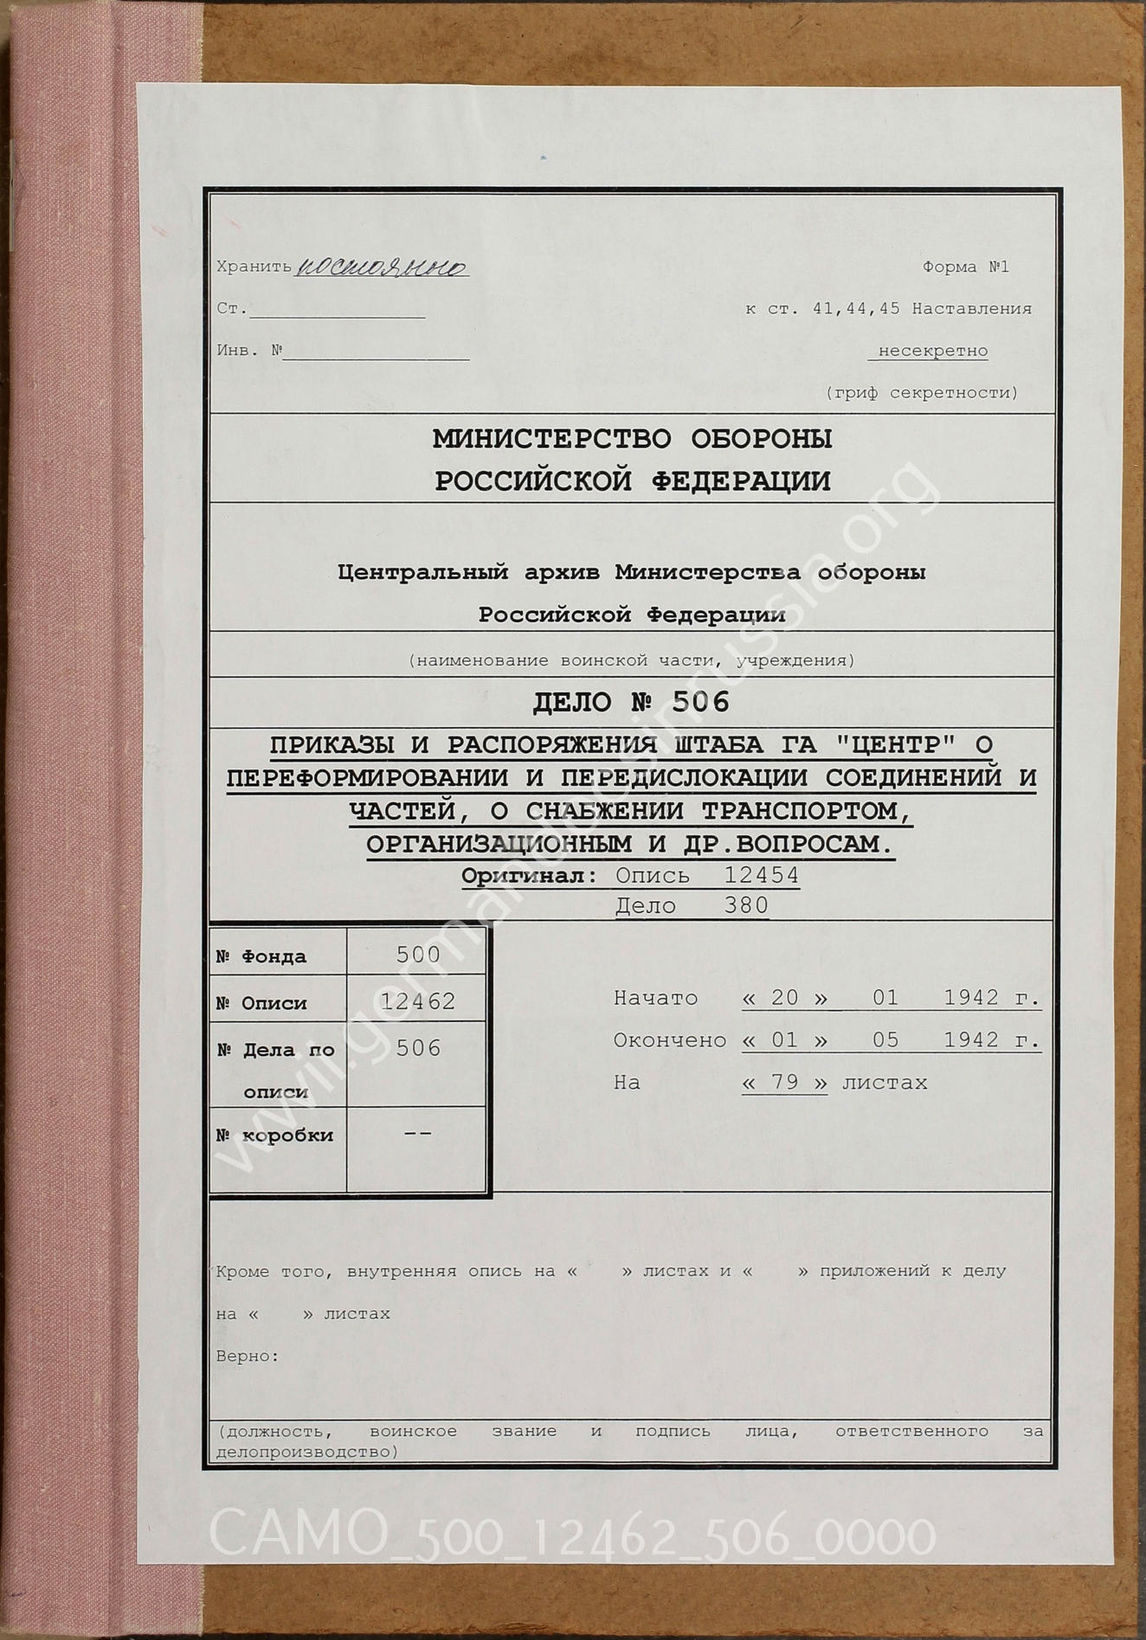 Хранить постоянно
Форма №1
Ст.
к ст. 41,44,45 Наставления
Инв. №
несекретно
(гриф секретности)
МИНИСТЕРСТВО ОБОРОНЫ
РОССИЙСКОЙ ФЕДЕРАЦИИ
Центральный архив Министерства обороны
Российской Федерации
(наименование воинской части, учреждения)
ДЕЛО № 506
ПРИКАЗЫ И РАСПОРЯЖЕНИЯ ШТАБА ГА "ЦЕНТР" О
ПЕРЕФОРМИРОВАНИИ И ПЕРЕДИСЛОКАЦИИ СОЕДИНЕНИЙ И
ЧАСТЕЙ, О СНАБЖЕНИИ ТРАНСПОРТОМ,
ОРГАНИЗАЦИОННЫМ И ДР.ВОПРОСАМ.
Оригинал: Опись 12454
Дело 380
№ Фонда 500
№ Описи 12462
№ Дела по описи 506
№ коробки --
Начато « 20 » 01 1942 г.
Окончено « 01 » 05 1942 г.
На « 79 » листах
Кроме того, внутренняя опись на « » листах и « » приложений к делу
на « » листах
Верно:
(должность, воинское звание и подпись лица, ответственного за
делопроизводство)
www.germandocsinrussia.org
CAMO_500_12462_506_0000